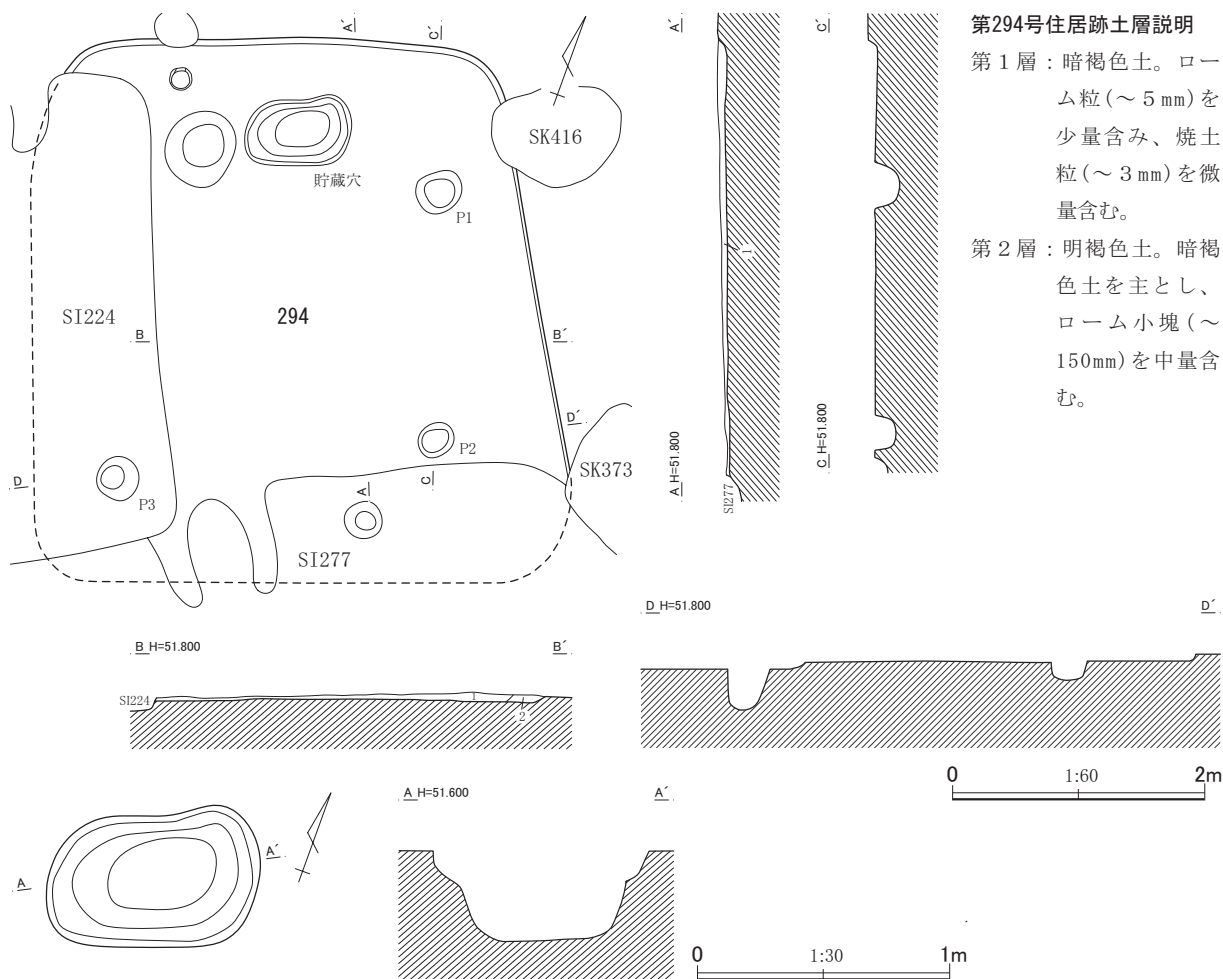 第294号住居跡土層説明
第1層：暗褐色土。ロー
ム粒(～5㎜)を
少量含み、焼土
粒(～3㎜)を微
量含む。
第2層：明褐色土。暗褐
色土を主とし、
ローム小塊(～
150㎜)を中量含
む。
A´
C´
SK416
貯蔵穴
P1
SI224
294
B
B´
D´
D
P3
P2
A
C
SK373
SI277
A´
C´
1
A H=51.800
C H=51.800
SI277
B H=51.800
B´
SI224
1
2
D H=51.800
D´
0
1:60
2m
A
A´
A H=51.600
A´
0
1:30
1m